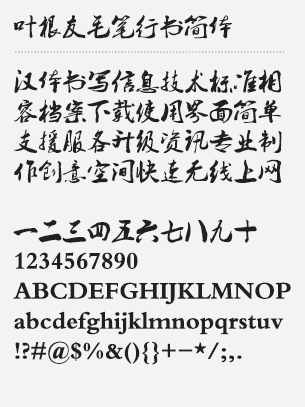 叶根友毛笔行书简体
汉体书写信息技术标准相
容档案下载使用界面简单
支援服务升级资讯专业制
作创意空间快速无线上网
一二三四五六七八九十
1234567890
ABCDEFGHIJKLMNOP
abcdefghijklmnopqrstuvw
!?#@$%&(){}+−*/;,.